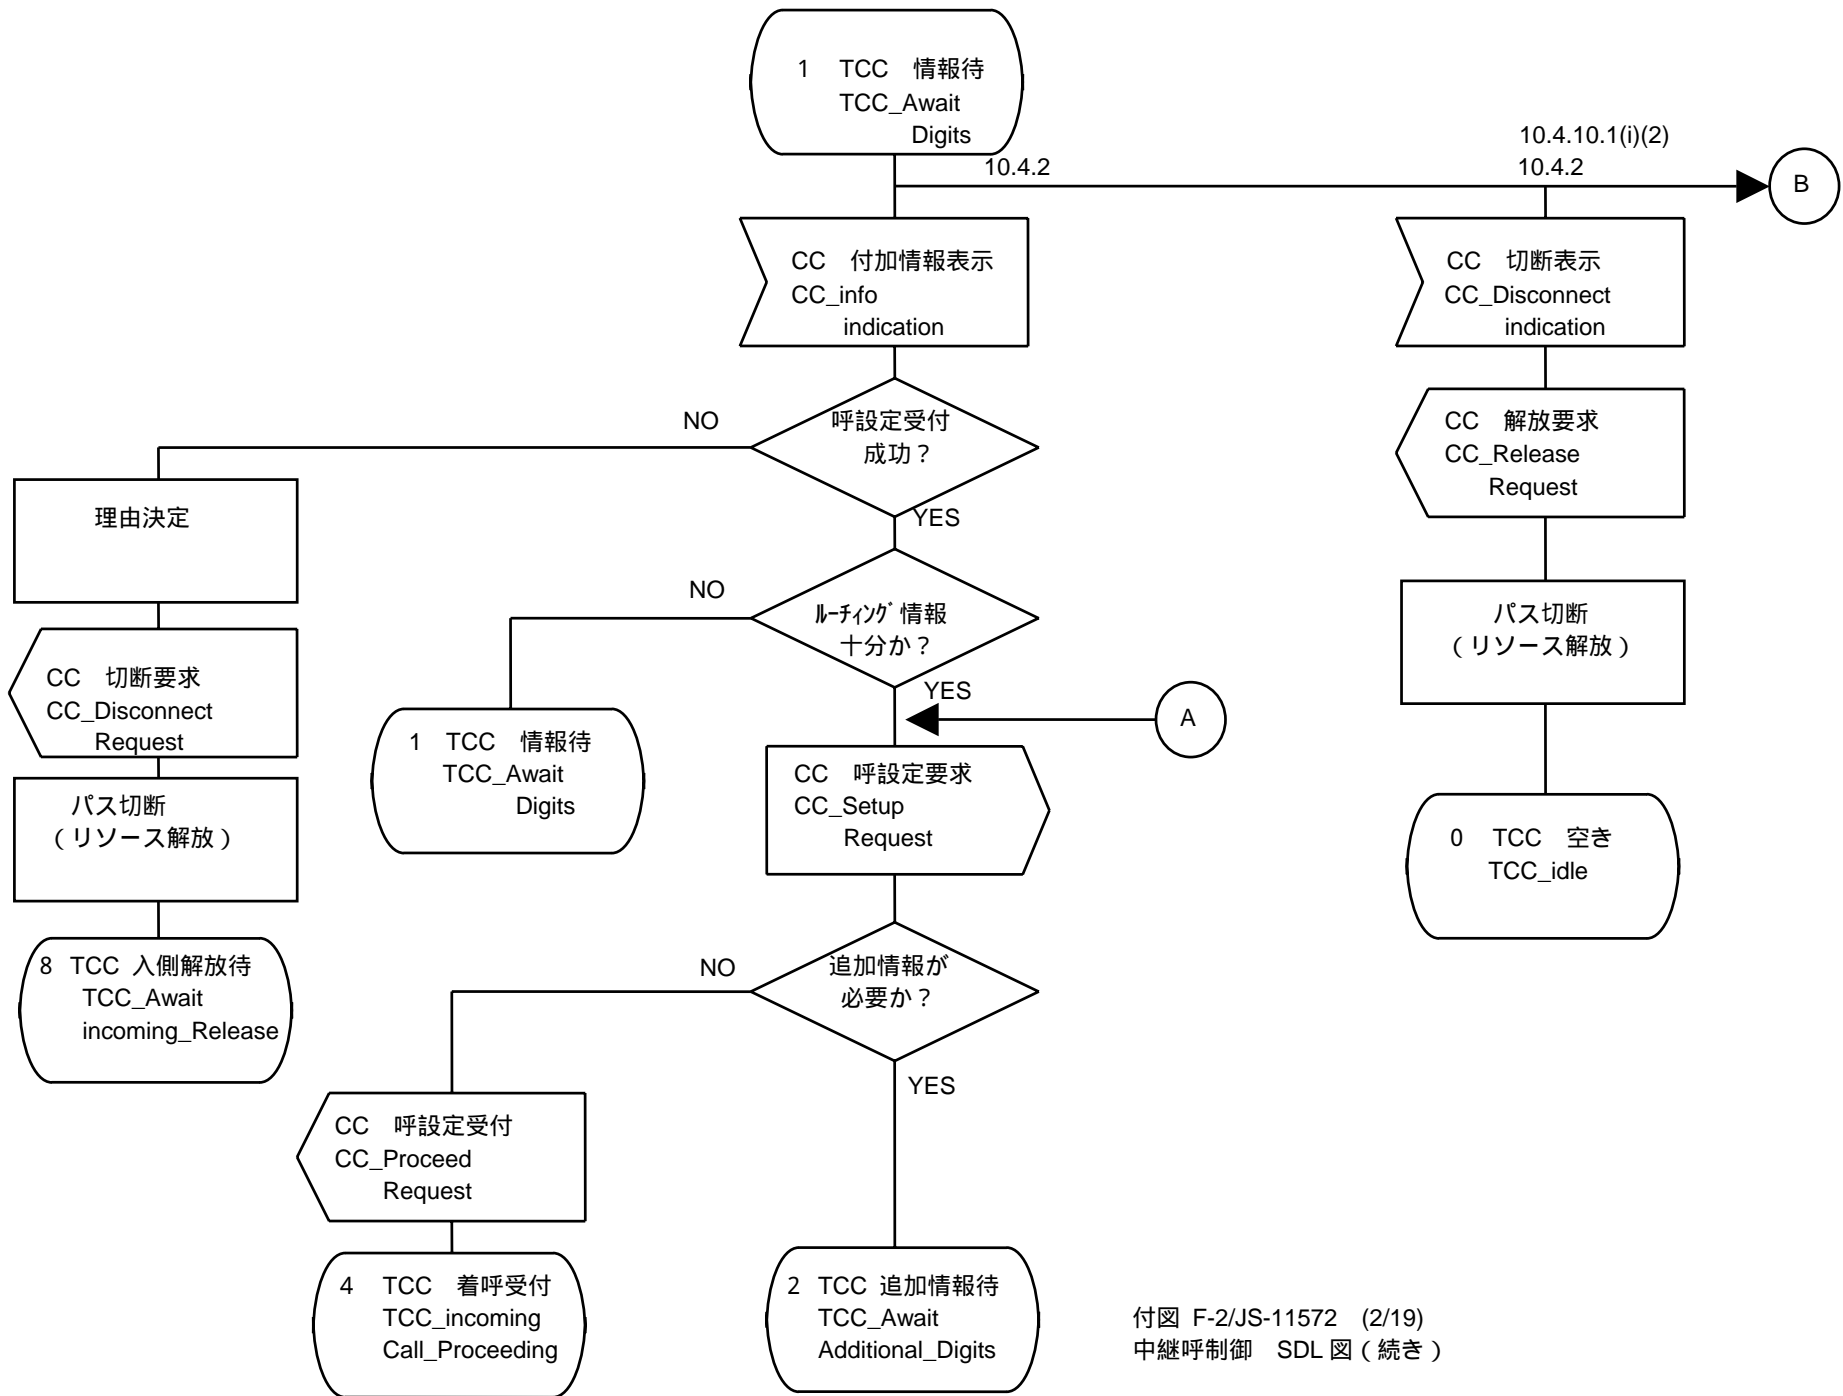 1 TCC 情報待
TCC_Await
Digits
10.4.2
10.4.10.1(i)(2)
10.4.2
B
CC 付加情報表示
CC_info
indication
CC 切断表示
CC_Disconnect
indication
NO
呼設定受付
成功？
YES
CC 解放要求
CC_Release
Request
理由決定
NO
ﾙｰﾁｨﾝｸﾞ情報
十分か？
YES
パス切断
（リソース解放）
CC 切断要求
CC_Disconnect
Request
A
1 TCC 情報待
TCC_Await
Digits
CC 呼設定要求
CC_Setup
Request
パス切断
（リソース解放）
0 TCC 空き
TCC_idle
8 TCC 入側解放待
TCC_Await
incoming_Release
NO
追加情報が
必要か？
YES
CC 呼設定受付
CC_Proceed
Request
4 TCC 着呼受付
TCC_incoming
Call_Proceeding
2 TCC 追加情報待
TCC_Await
Additional_Digits
付図 F-2/JS-11572 (2/19)
中継呼制御 SDL 図（続き）